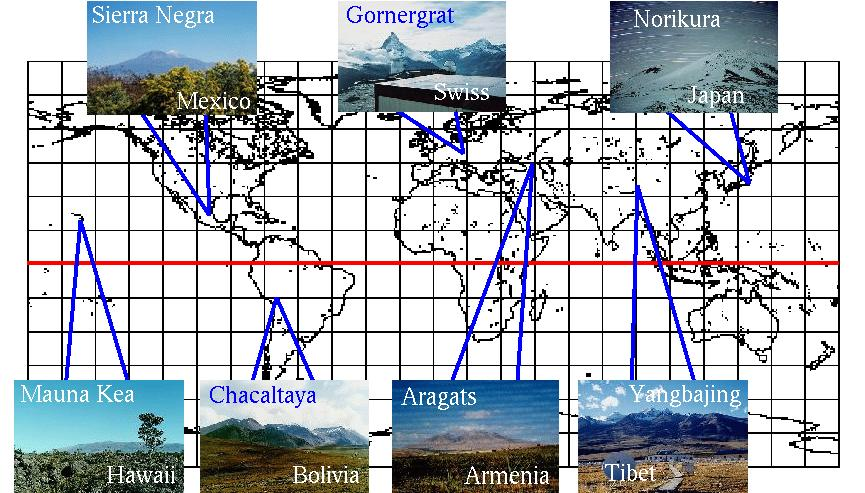 Sierra Negra
Mexico
Gornergrat
Swiss
Norikura
Japan
Mauna Kea
Hawaii
Chacaltaya
Bolivia
Aragats
Armenia
Yangbajing
Tibet